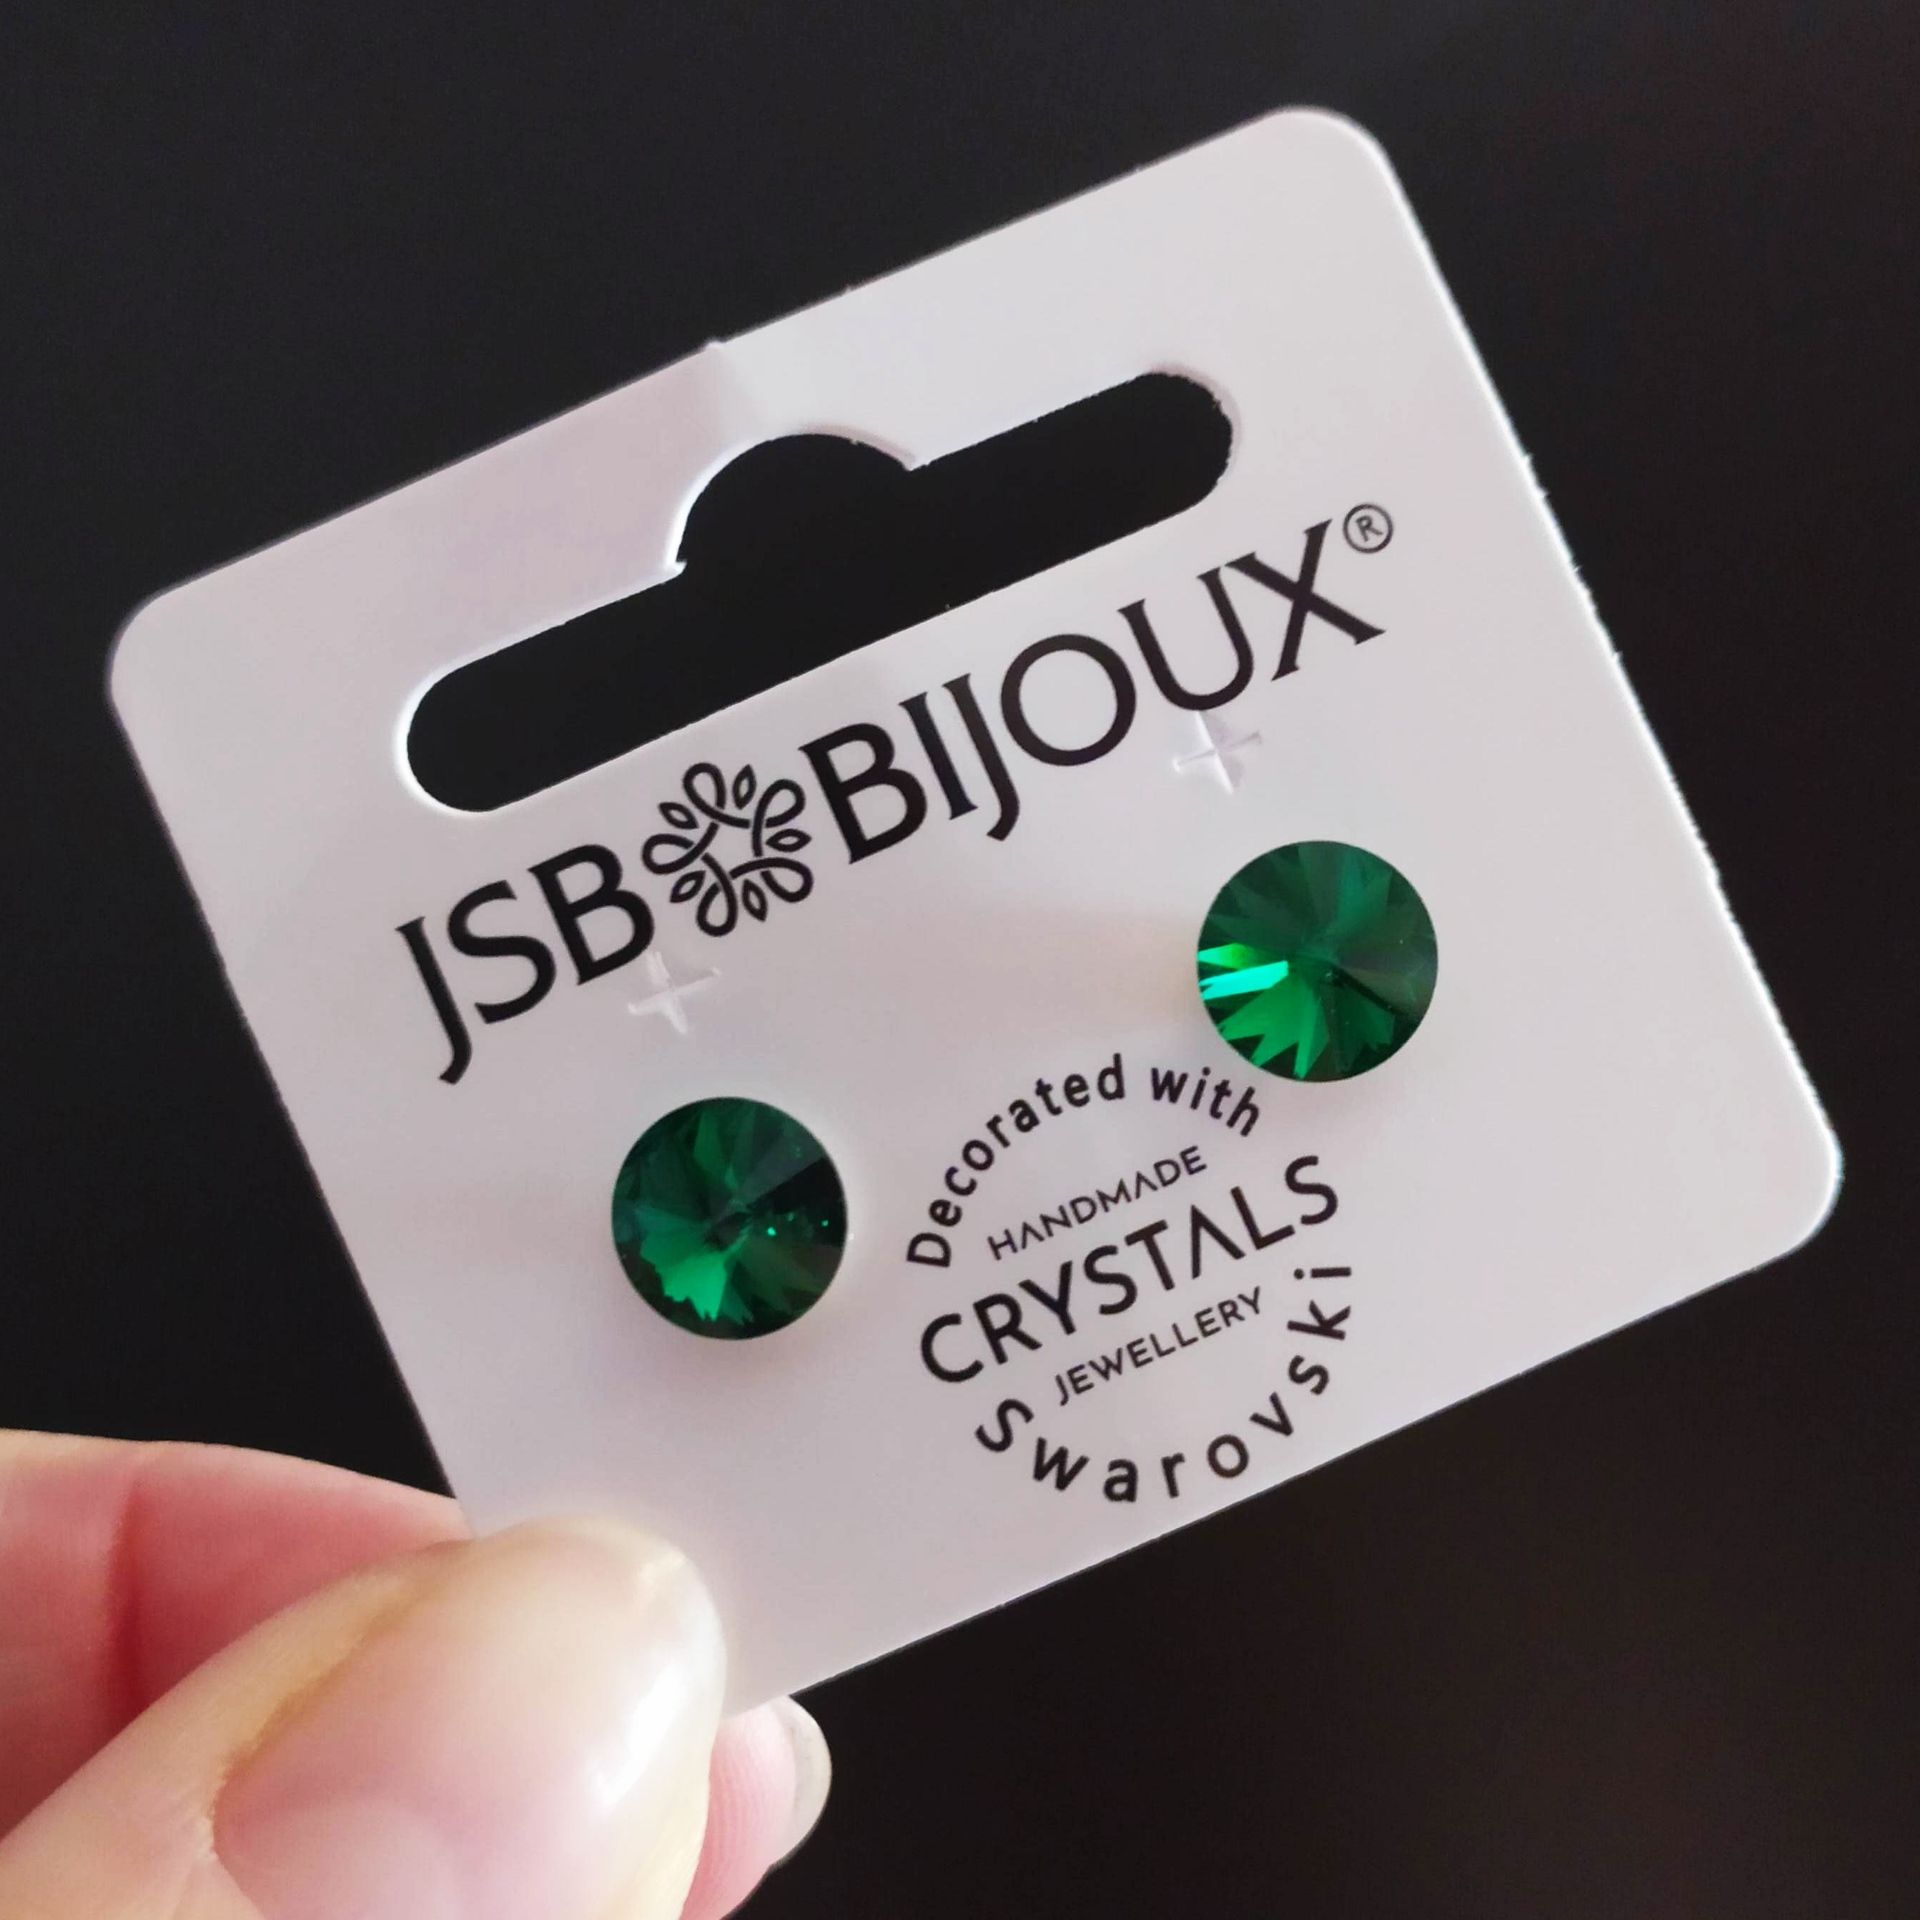 JSB BIJOUX®
Decorated with
HANDMADE
CRYSTALS
JEWELLERY
Swarovski